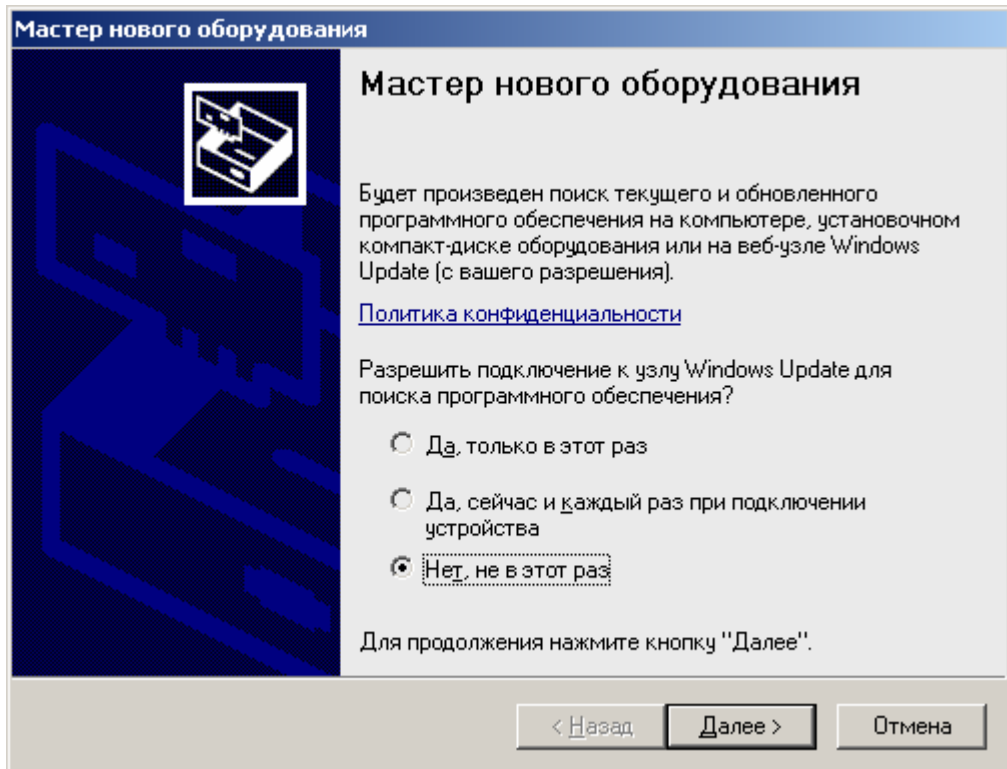 Мастер нового оборудования
Мастер нового оборудования
Будет произведен поиск текущего и обновленного
программного обеспечения на компьютере, установочном
компакт-диске оборудования или на веб-узле Windows
Update (с вашего разрешения).
Политика конфиденциальности
Разрешить подключение к узлу Windows Update для
поиска программного обеспечения?
Да, только в этот раз
Да, сейчас и каждый раз при подключении
устройства
Нет, не в этот раз
Для продолжения нажмите кнопку "Далее".
< Назад Далее > Отмена